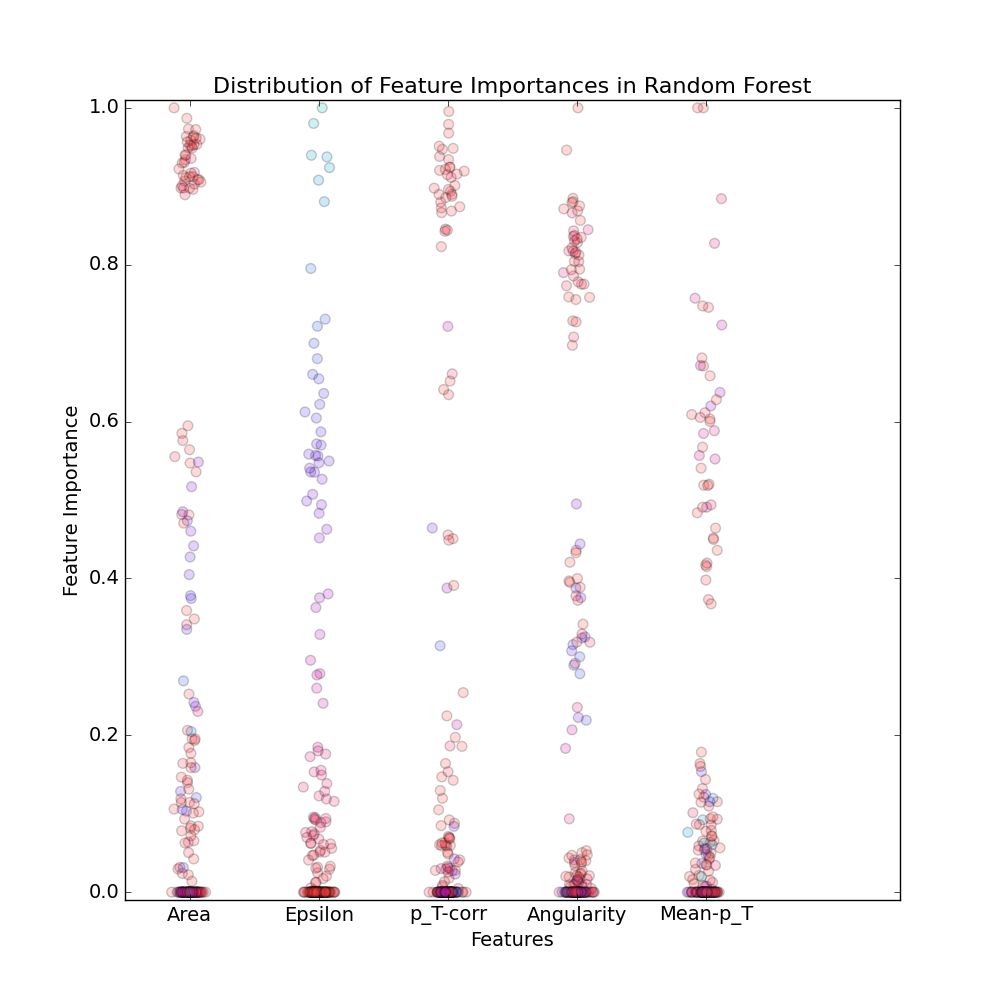 Distribution of Feature Importances in Random Forest
1.0
0.8
0.6
0.4
0.2
0.0
Feature Importance
Area Epsilon p_T-corr Angularity Mean-p_T
Features